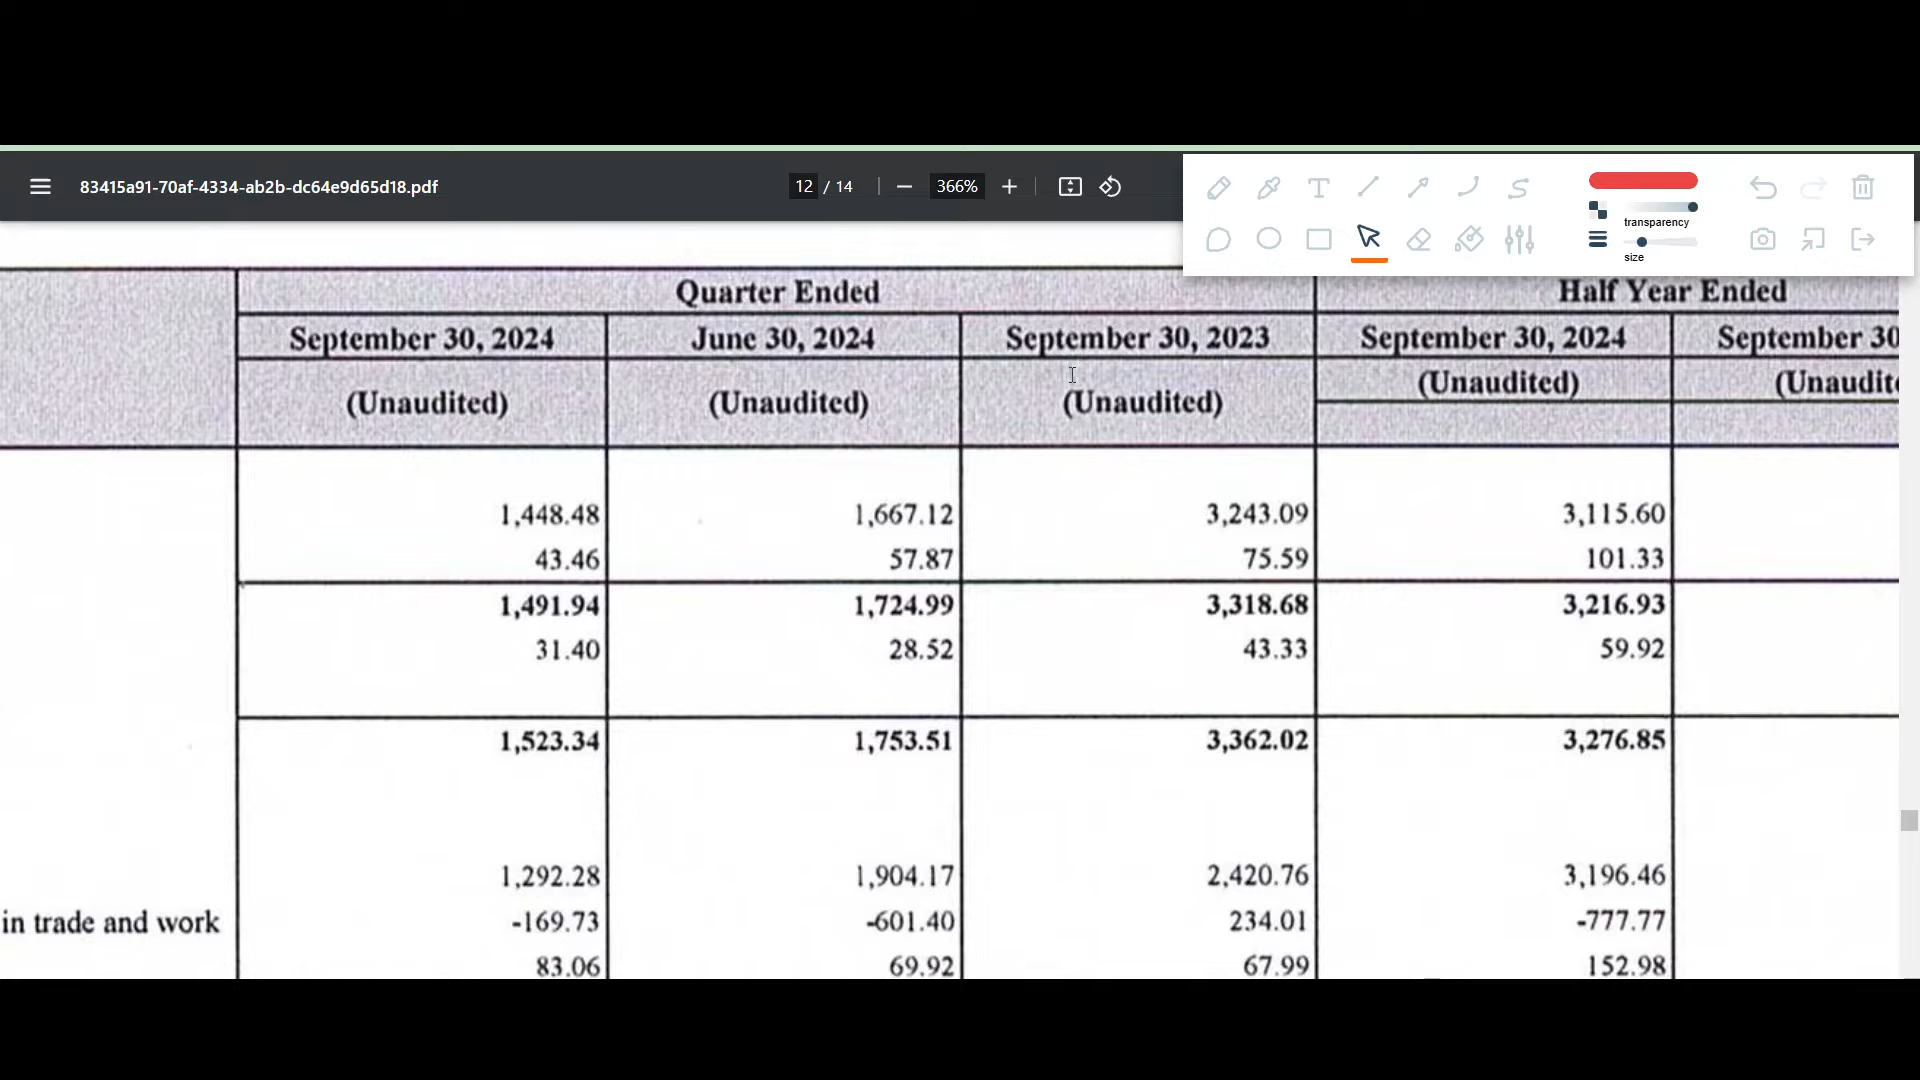 83415a91-70af-4334-ab2b-dc64e9d65d18.pdf
12 / 14
366%
T
transparency
size
Quarter Ended
Half Year Ended
September 30, 2024 June 30, 2024 September 30, 2023 September 30, 2024 September 30
(Unaudited) (Unaudited) (Unaudited) (Unaudited) (Unaudite
1,448.48 1,667.12 3,243.09 3,115.60
43.46 57.87 75.59 101.33
1,491.94 1,724.99 3,318.68 3,216.93
31.40 28.52 43.33 59.92
1,523.34 1,753.51 3,362.02 3,276.85
1,292.28 1,904.17 2,420.76 3,196.46
in trade and work -169.73 -601.40 234.01 -777.77
83.06 69.92 67.99 152.98